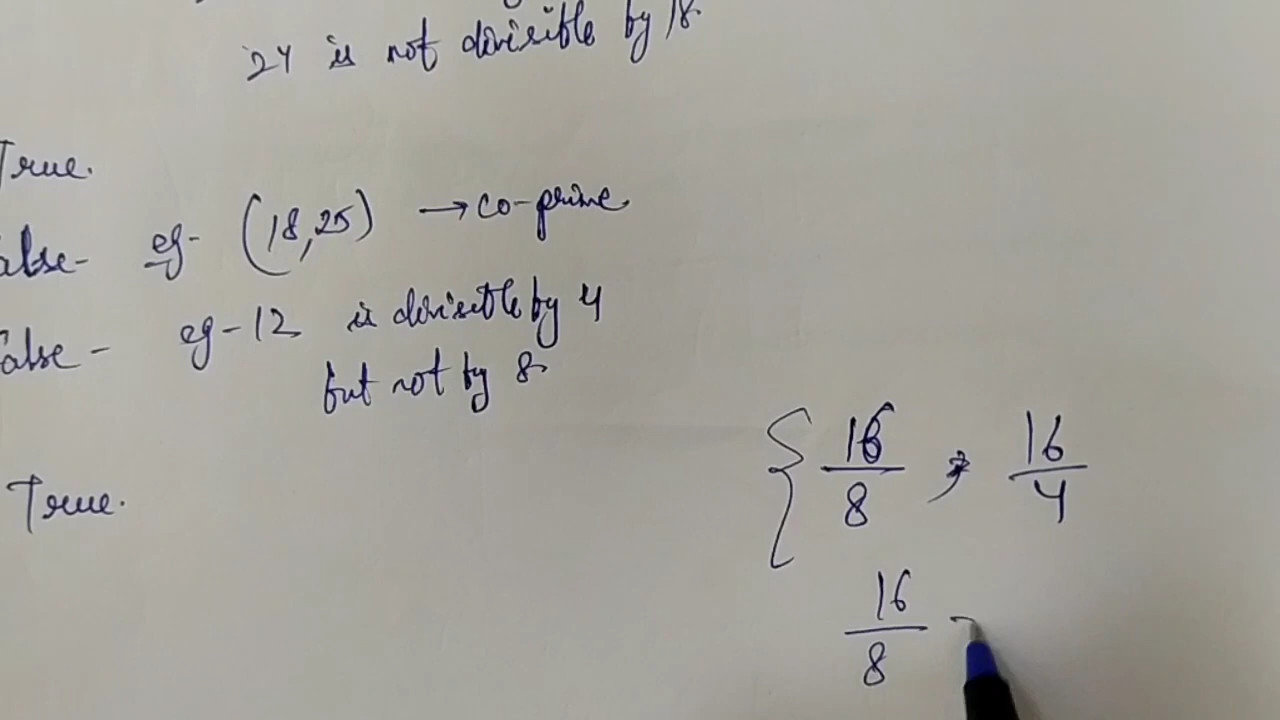 24 is not divisible by 18.
True.
alse - eg - (18,25) → co-prime
alse - eg - 12 is divisible by 4
but not by 8
True.
{ 16/8 , 16/4
16/8 -